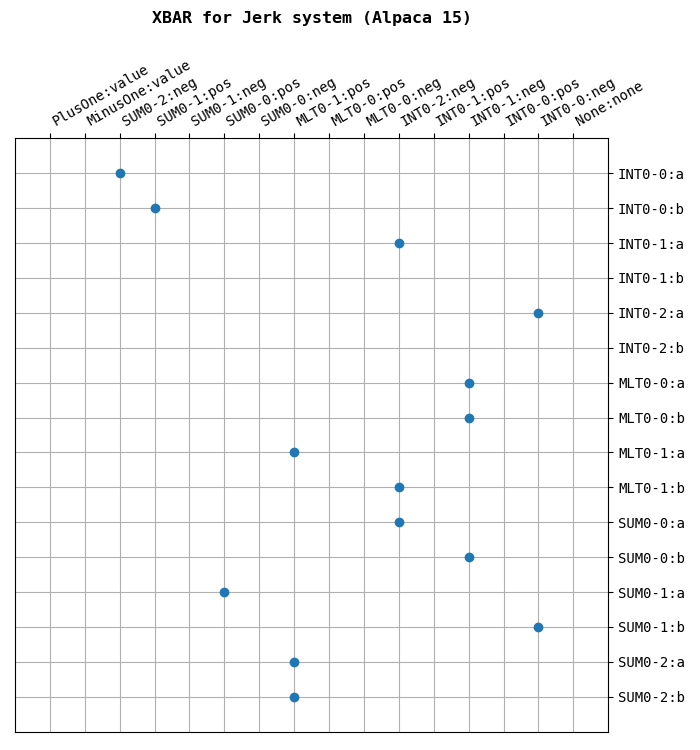 XBAR for Jerk system (Alpaca 15)
PlusOne:value
MinusOne:value
SUM0-2:neg
SUM0-1:pos
SUM0-1:neg
SUM0-0:pos
SUM0-0:neg
MLT0-1:pos
MLT0-0:pos
MLT0-0:neg
INT0-2:neg
INT0-1:pos
INT0-1:neg
INT0-0:pos
INT0-0:neg
None:none
INT0-0:a
INT0-0:b
INT0-1:a
INT0-1:b
INT0-2:a
INT0-2:b
MLT0-0:a
MLT0-0:b
MLT0-1:a
MLT0-1:b
SUM0-0:a
SUM0-0:b
SUM0-1:a
SUM0-1:b
SUM0-2:a
SUM0-2:b